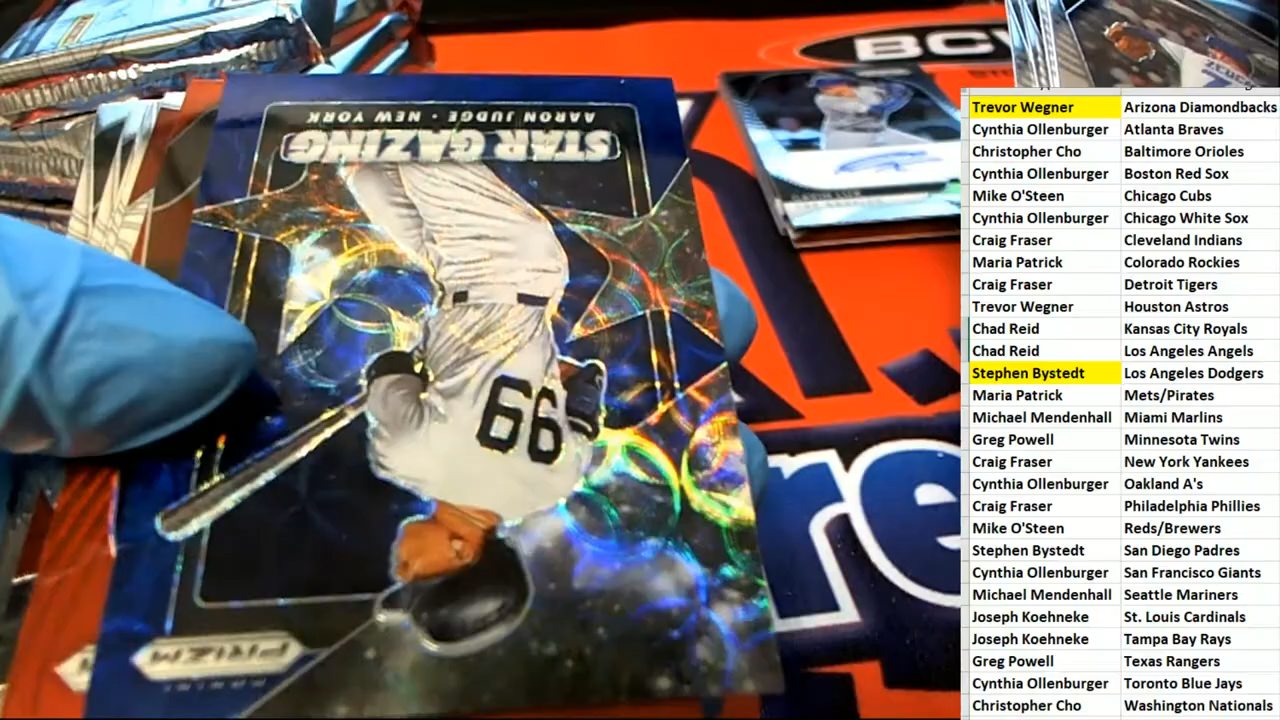 STAR GAZING
AARON JUDGE • NEW YORK
99
PRIZM
PANINI
BCW
re
Trevor Wegner Arizona Diamondbacks
Cynthia Ollenburger Atlanta Braves
Christopher Cho Baltimore Orioles
Cynthia Ollenburger Boston Red Sox
Mike O'Steen Chicago Cubs
Cynthia Ollenburger Chicago White Sox
Craig Fraser Cleveland Indians
Maria Patrick Colorado Rockies
Craig Fraser Detroit Tigers
Trevor Wegner Houston Astros
Chad Reid Kansas City Royals
Chad Reid Los Angeles Angels
Stephen Bystedt Los Angeles Dodgers
Maria Patrick Mets/Pirates
Michael Mendenhall Miami Marlins
Greg Powell Minnesota Twins
Craig Fraser New York Yankees
Cynthia Ollenburger Oakland A's
Craig Fraser Philadelphia Phillies
Mike O'Steen Reds/Brewers
Stephen Bystedt San Diego Padres
Cynthia Ollenburger San Francisco Giants
Michael Mendenhall Seattle Mariners
Joseph Koehneke St. Louis Cardinals
Joseph Koehneke Tampa Bay Rays
Greg Powell Texas Rangers
Cynthia Ollenburger Toronto Blue Jays
Christopher Cho Washington Nationals